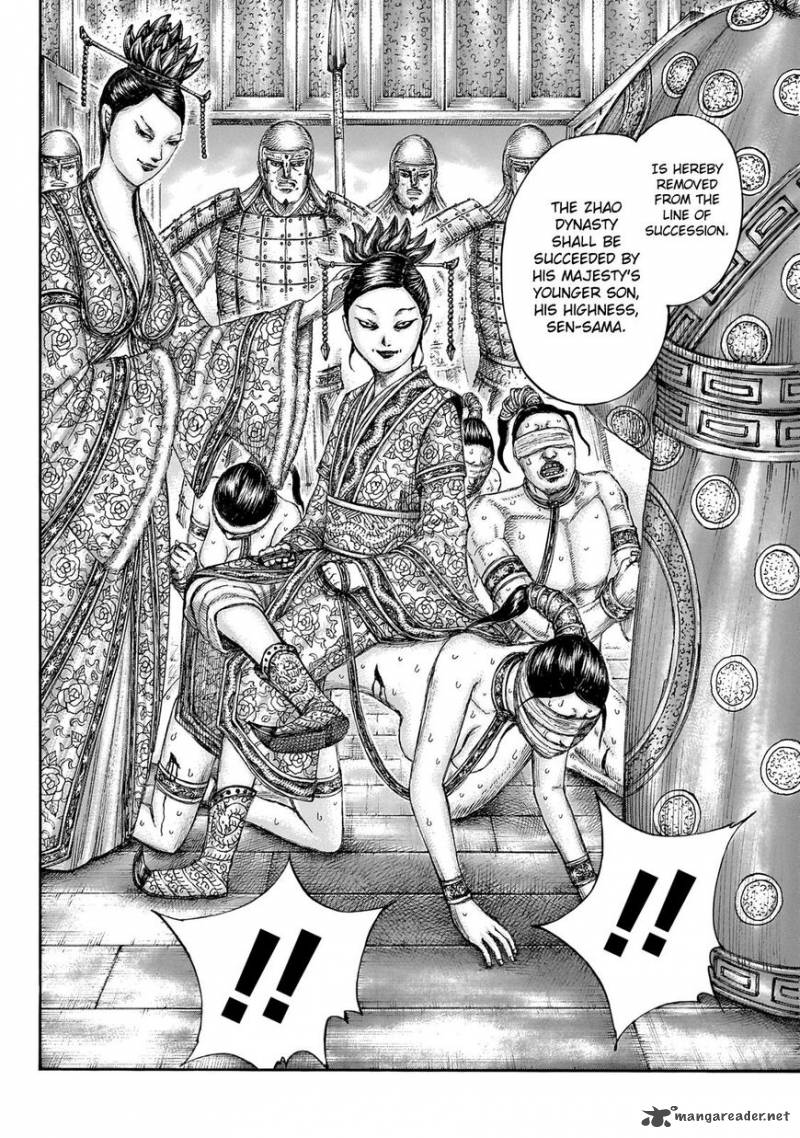 IS HEREBY
REMOVED
FROM THE
LINE OF
SUCCESSION.
THE ZHAO
DYNASTY
SHALL BE
SUCCEEDED BY
HIS MAJESTY'S
YOUNGER SON,
HIS HIGHNESS,
SEN-SAMA.
!!
!!
mangareader.net